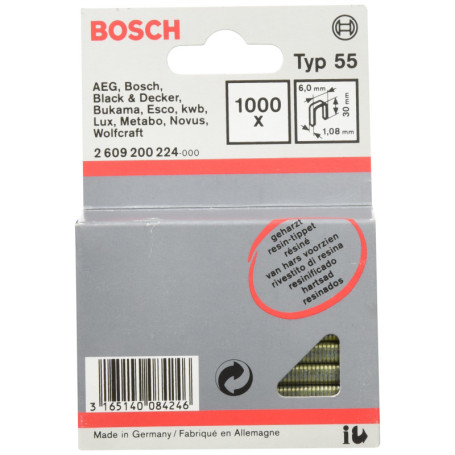 BOSCH
Typ 55
AEG, Bosch,
Black & Decker,
Bukama, Esco, kwb,
Lux, Metabo, Novus,
Wolfcraft
2 609 200 224-000
1000
x
6,0 mm
30 mm
1,08 mm
geharzt
resin-tippet
résiné
van hars voorzien
rivestito di resina
resinificado
hartsad
resinados
3 165140 084246
Made in Germany / Fabriqué en Allemagne